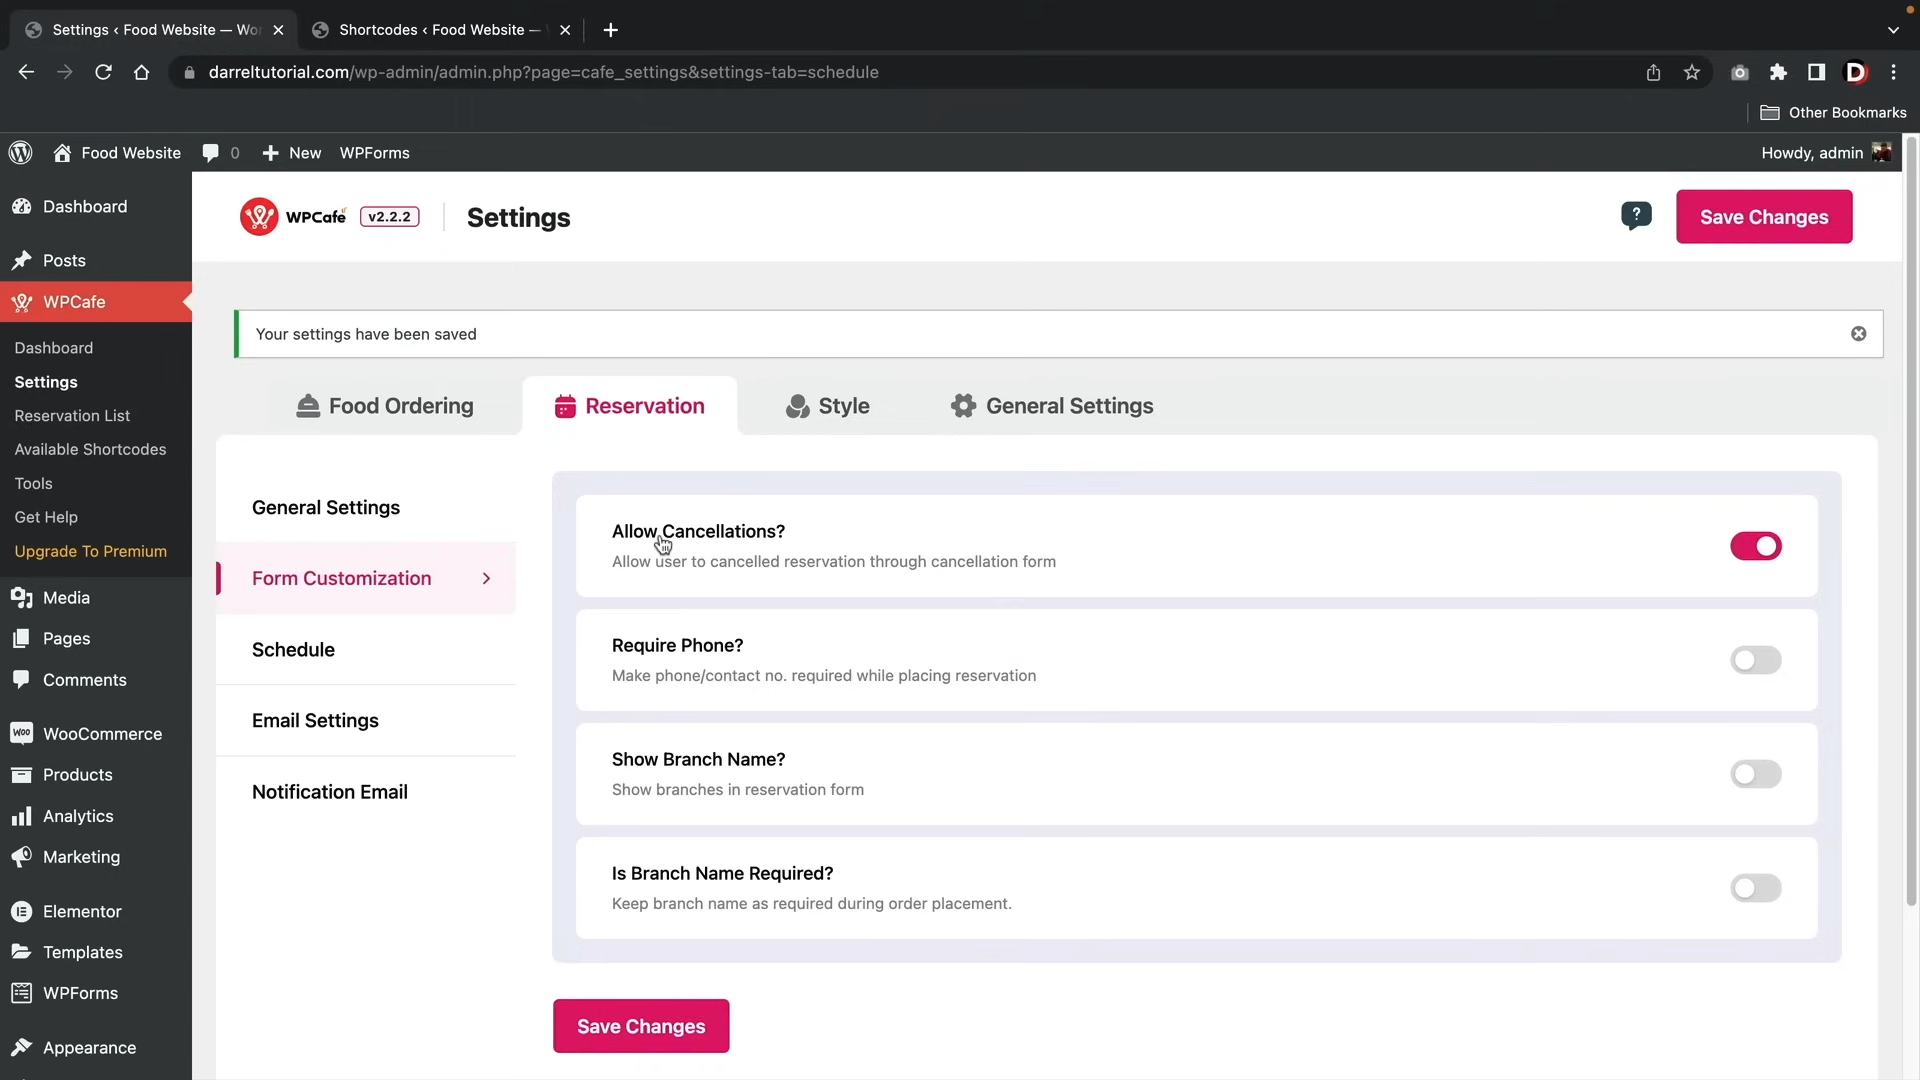 Settings ‹ Food Website — Wo
Shortcodes ‹ Food Website —
darreltutorial.com/wp-admin/admin.php?page=cafe_settings&settings-tab=schedule
D
Other Bookmarks
Food Website
0
New
WPForms
Howdy, admin
Dashboard
Posts
WPCafe
Dashboard
Settings
Reservation List
Available Shortcodes
Tools
Get Help
Upgrade To Premium
Media
Pages
Comments
Woo
WooCommerce
Products
Analytics
Marketing
Elementor
Templates
WPForms
Appearance
WPCafe
v2.2.2
Settings
?
Save Changes
Your settings have been saved
Food Ordering
Reservation
Style
General Settings
General Settings
Form Customization
Schedule
Email Settings
Notification Email
Allow Cancellations?
Allow user to cancelled reservation through cancellation form
Require Phone?
Make phone/contact no. required while placing reservation
Show Branch Name?
Show branches in reservation form
Is Branch Name Required?
Keep branch name as required during order placement.
Save Changes